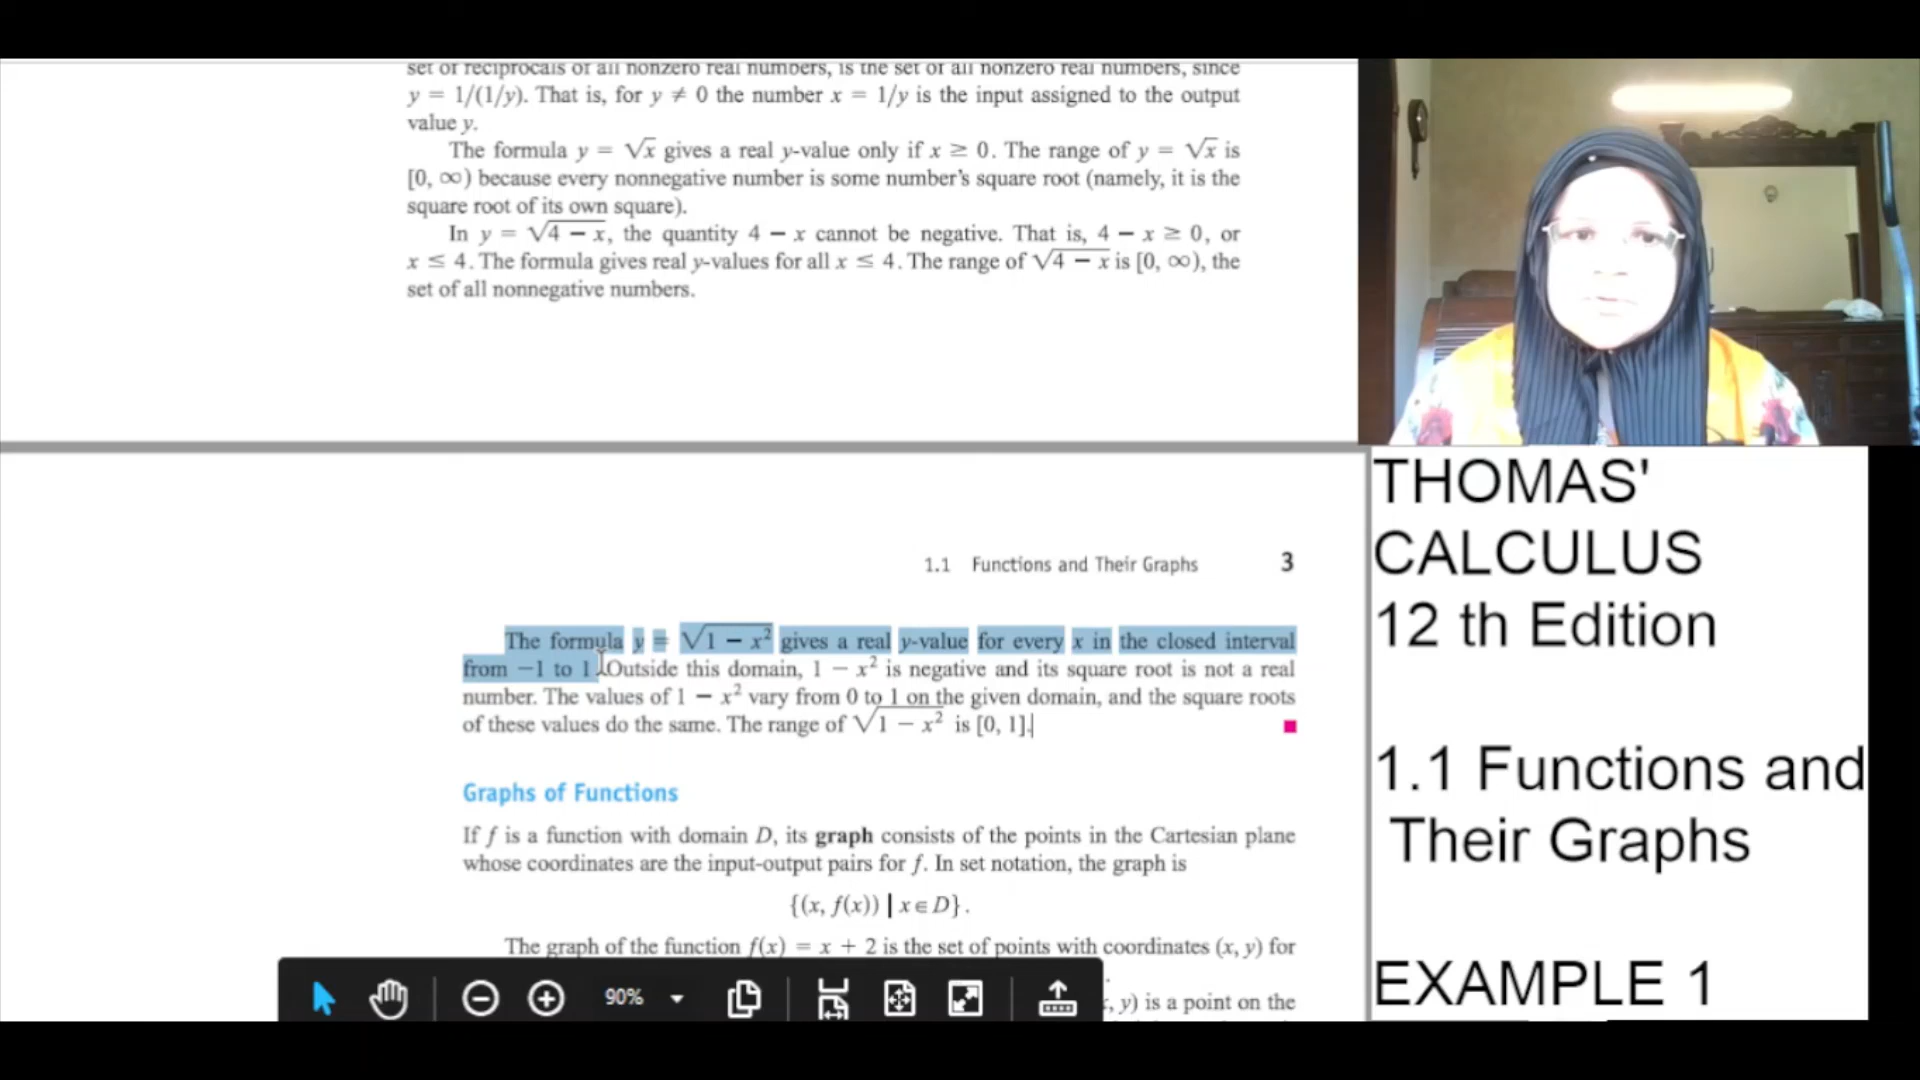 set of reciprocals of all nonzero real numbers, is the set of all nonzero real numbers, since
y = 1/(1/y). That is, for y ≠ 0 the number x = 1/y is the input assigned to the output
value y.
The formula y = √x gives a real y-value only if x ≥ 0. The range of y = √x is
[0, ∞) because every nonnegative number is some number's square root (namely, it is the
square root of its own square).
In y = √4 − x, the quantity 4 − x cannot be negative. That is, 4 − x ≥ 0, or
x ≤ 4. The formula gives real y-values for all x ≤ 4. The range of √4 − x is [0, ∞), the
set of all nonnegative numbers.
1.1 Functions and Their Graphs 3
The formula y = √1 − x² gives a real y-value for every x in the closed interval
from −1 to 1. Outside this domain, 1 − x² is negative and its square root is not a real
number. The values of 1 − x² vary from 0 to 1 on the given domain, and the square roots
of these values do the same. The range of √1 − x² is [0, 1].
Graphs of Functions
If f is a function with domain D, its graph consists of the points in the Cartesian plane
whose coordinates are the input-output pairs for f. In set notation, the graph is
{(x, f(x)) | x ∈ D}.
The graph of the function f(x) = x + 2 is the set of points with coordinates (x, y) for
, y) is a point on the
90%
THOMAS'
CALCULUS
12 th Edition
1.1 Functions and
Their Graphs
EXAMPLE 1